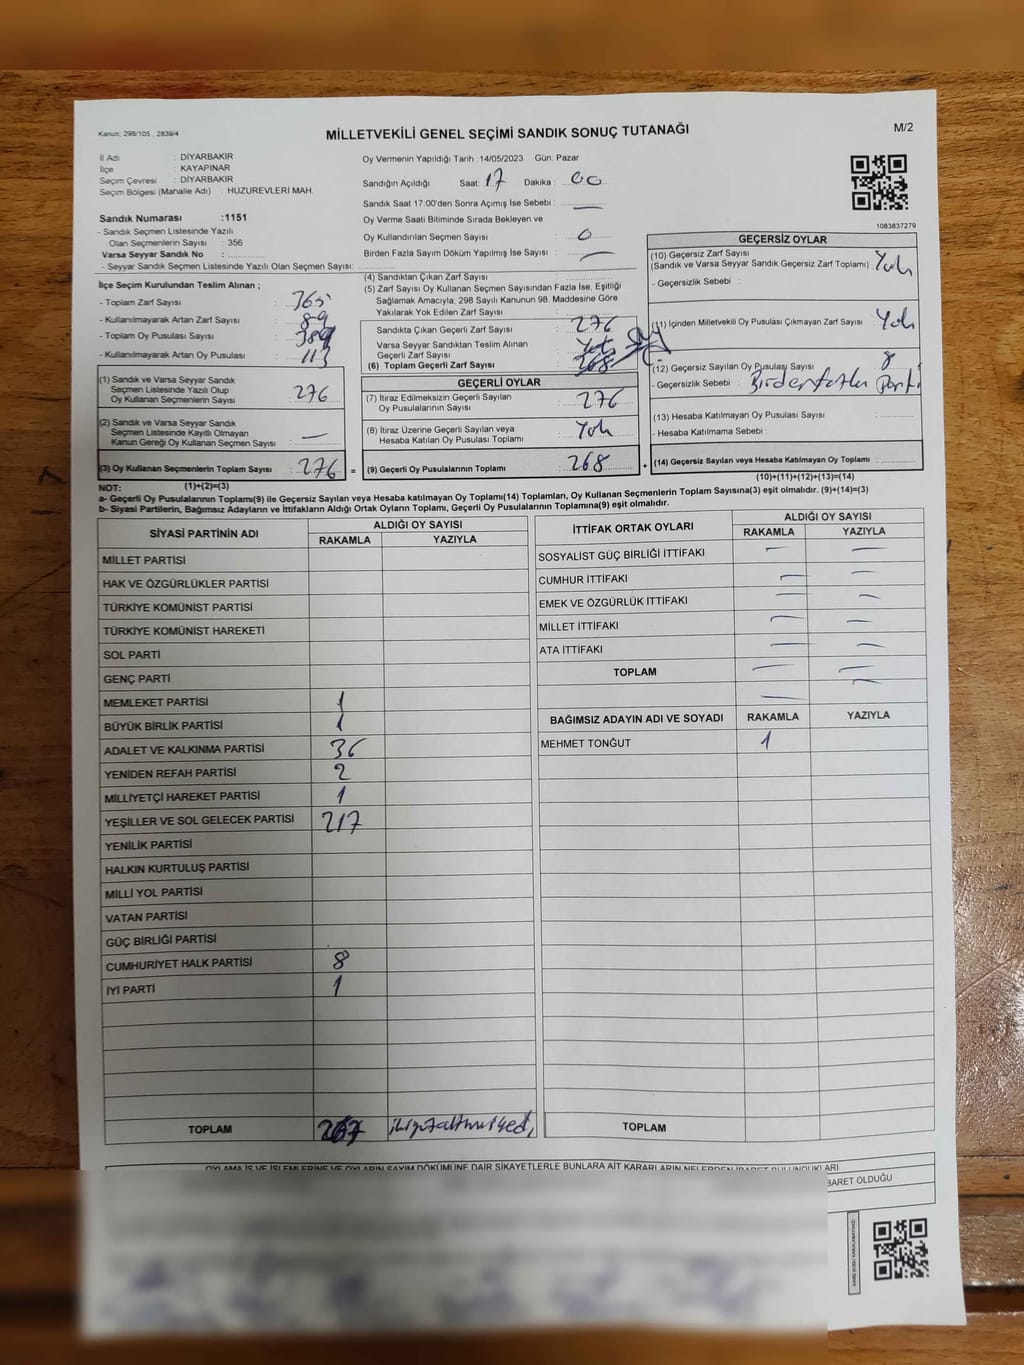 Kanun; 298/105 , 2839/4
MİLLETVEKİLİ GENEL SEÇİMİ SANDIK SONUÇ TUTANAĞI
M/2
İl Adı : DİYARBAKIR
İlçe : KAYAPINAR
Seçim Çevresi : DİYARBAKIR
Seçim Bölgesi (Mahalle Adı) : HUZUREVLERİ MAH.
Sandık Numarası :1151
- Sandık Seçmen Listesinde Yazılı
Olan Seçmenlerin Sayısı : 356
Varsa Seyyar Sandık No :
- Seyyar Sandık Seçmen Listesinde Yazılı Olan Seçmen Sayısı:
Oy Vermenin Yapıldığı Tarih : 14/05/2023 Gün: Pazar
Sandığın Açıldığı Saat: 17 Dakika : 00
Sandık Saat 17:00'den Sonra Açımış İse Sebebi : —
Oy Verme Saati Bitiminde Sırada Bekleyen ve
Oy Kullandırılan Seçmen Sayısı : 0
Birden Fazla Sayım Döküm Yapılmış İse Sayısı : —
1083837279
İlçe Seçim Kurulundan Teslim Alınan ;
- Toplam Zarf Sayısı : 365
- Kullanılmayarak Artan Zarf Sayısı : 89
- Toplam Oy Pusulası Sayısı : 389
- Kullanılmayarak Artan Oy Pusulası : 113
(1) Sandık ve Varsa Seyyar Sandık
Seçmen Listesinde Yazılı Olup
Oy Kullanan Seçmenlerin Sayısı : 276
(2) Sandık ve Varsa Seyyar Sandık
Seçmen Listesinde Kayıtlı Olmayan
Kanun Gereği Oy Kullanan Seçmen Sayısı : —
(3) Oy Kullanan Seçmenlerin Toplam Sayısı : 276 =
(1)+(2)=(3)
(4) Sandıktan Çıkan Zarf Sayısı :
(5) Zarf Sayısı Oy Kullanan Seçmen Sayısından Fazla İse, Eşitliği
Sağlamak Amacıyla, 298 Sayılı Kanunun 98. Maddesine Göre
Yakılarak Yok Edilen Zarf Sayısı :
Sandıkta Çıkan Geçerli Zarf Sayısı : 276
Varsa Seyyar Sandıktan Teslim Alınan
Geçerli Zarf Sayısı : Yok
(6) Toplam Geçerli Zarf Sayısı : 268
GEÇERLİ OYLAR
(7) İtiraz Edilmeksizin Geçerli Sayılan
Oy Pusulalarının Sayısı : 276
(8) İtiraz Üzerine Geçerli Sayılan veya
Hesaba Katılan Oy Pusulası Toplamı : Yok
(9) Geçerli Oy Pusulalarının Toplamı : 268 +
GEÇERSİZ OYLAR
(10) Geçersiz Zarf Sayısı
(Sandık ve Varsa Seyyar Sandık Geçersiz Zarf Toplamı) : Yok
- Geçersizlik Sebebi :
(11) İçinden Milletvekili Oy Pusulası Çıkmayan Zarf Sayısı : Yok
(12) Geçersiz Sayılan Oy Pusulası Sayısı : 8
- Geçersizlik Sebebi : Birden fazla Parti
(13) Hesaba Katılmayan Oy Pusulası Sayısı :
- Hesaba Katılmama Sebebi :
(14) Geçersiz Sayılan veya Hesaba Katılmayan Oy Toplamı :
(10)+(11)+(12)+(13)=(14)
NOT:
a- Geçerli Oy Pusulalarının Toplamı(9) ile Geçersiz Sayılan veya Hesaba katılmayan Oy Toplamı(14) Toplamları, Oy Kullanan Seçmenlerin Toplam Sayısına(3) eşit olmalıdır. (9)+(14)=(3)
b- Siyasi Partilerin, Bağımsız Adayların ve İttifakların Aldığı Ortak Oyların Toplamı, Geçerli Oy Pusulalarının Toplamına(9) eşit olmalıdır.
SİYASİ PARTİNİN ADI ALDIĞI OY SAYISI
RAKAMLA YAZIYLA
MİLLET PARTİSİ
HAK VE ÖZGÜRLÜKLER PARTİSİ
TÜRKİYE KOMÜNİST PARTİSİ
TÜRKİYE KOMÜNİST HAREKETİ
SOL PARTİ
GENÇ PARTİ
MEMLEKET PARTİSİ 1
BÜYÜK BİRLİK PARTİSİ 1
ADALET VE KALKINMA PARTİSİ 36
YENİDEN REFAH PARTİSİ 2
MİLLİYETÇİ HAREKET PARTİSİ 1
YEŞİLLER VE SOL GELECEK PARTİSİ 217
YENİLİK PARTİSİ
HALKIN KURTULUŞ PARTİSİ
MİLLİ YOL PARTİSİ
VATAN PARTİSİ
GÜÇ BİRLİĞİ PARTİSİ
CUMHURİYET HALK PARTİSİ 8
İYİ PARTİ 1
TOPLAM 267 ikiyüzaltmışyedi
İTTİFAK ORTAK OYLARI ALDIĞI OY SAYISI
RAKAMLA YAZIYLA
SOSYALİST GÜÇ BİRLİĞİ İTTİFAKI — —
CUMHUR İTTİFAKI — —
EMEK VE ÖZGÜRLÜK İTTİFAKI — —
MİLLET İTTİFAKI — —
ATA İTTİFAKI — —
TOPLAM — —
BAĞIMSIZ ADAYIN ADI VE SOYADI RAKAMLA YAZIYLA
MEHMET TONĞUT 1
TOPLAM
OYLAMA İŞ VE İŞLEMLERİNE VE OYLARIN SAYIM DÖKÜMÜNE DAİR ŞİKAYETLERLE BUNLARA AİT KARARLARIN NELERDEN İBARET BULUNDUKLARI
BARET OLDUĞU